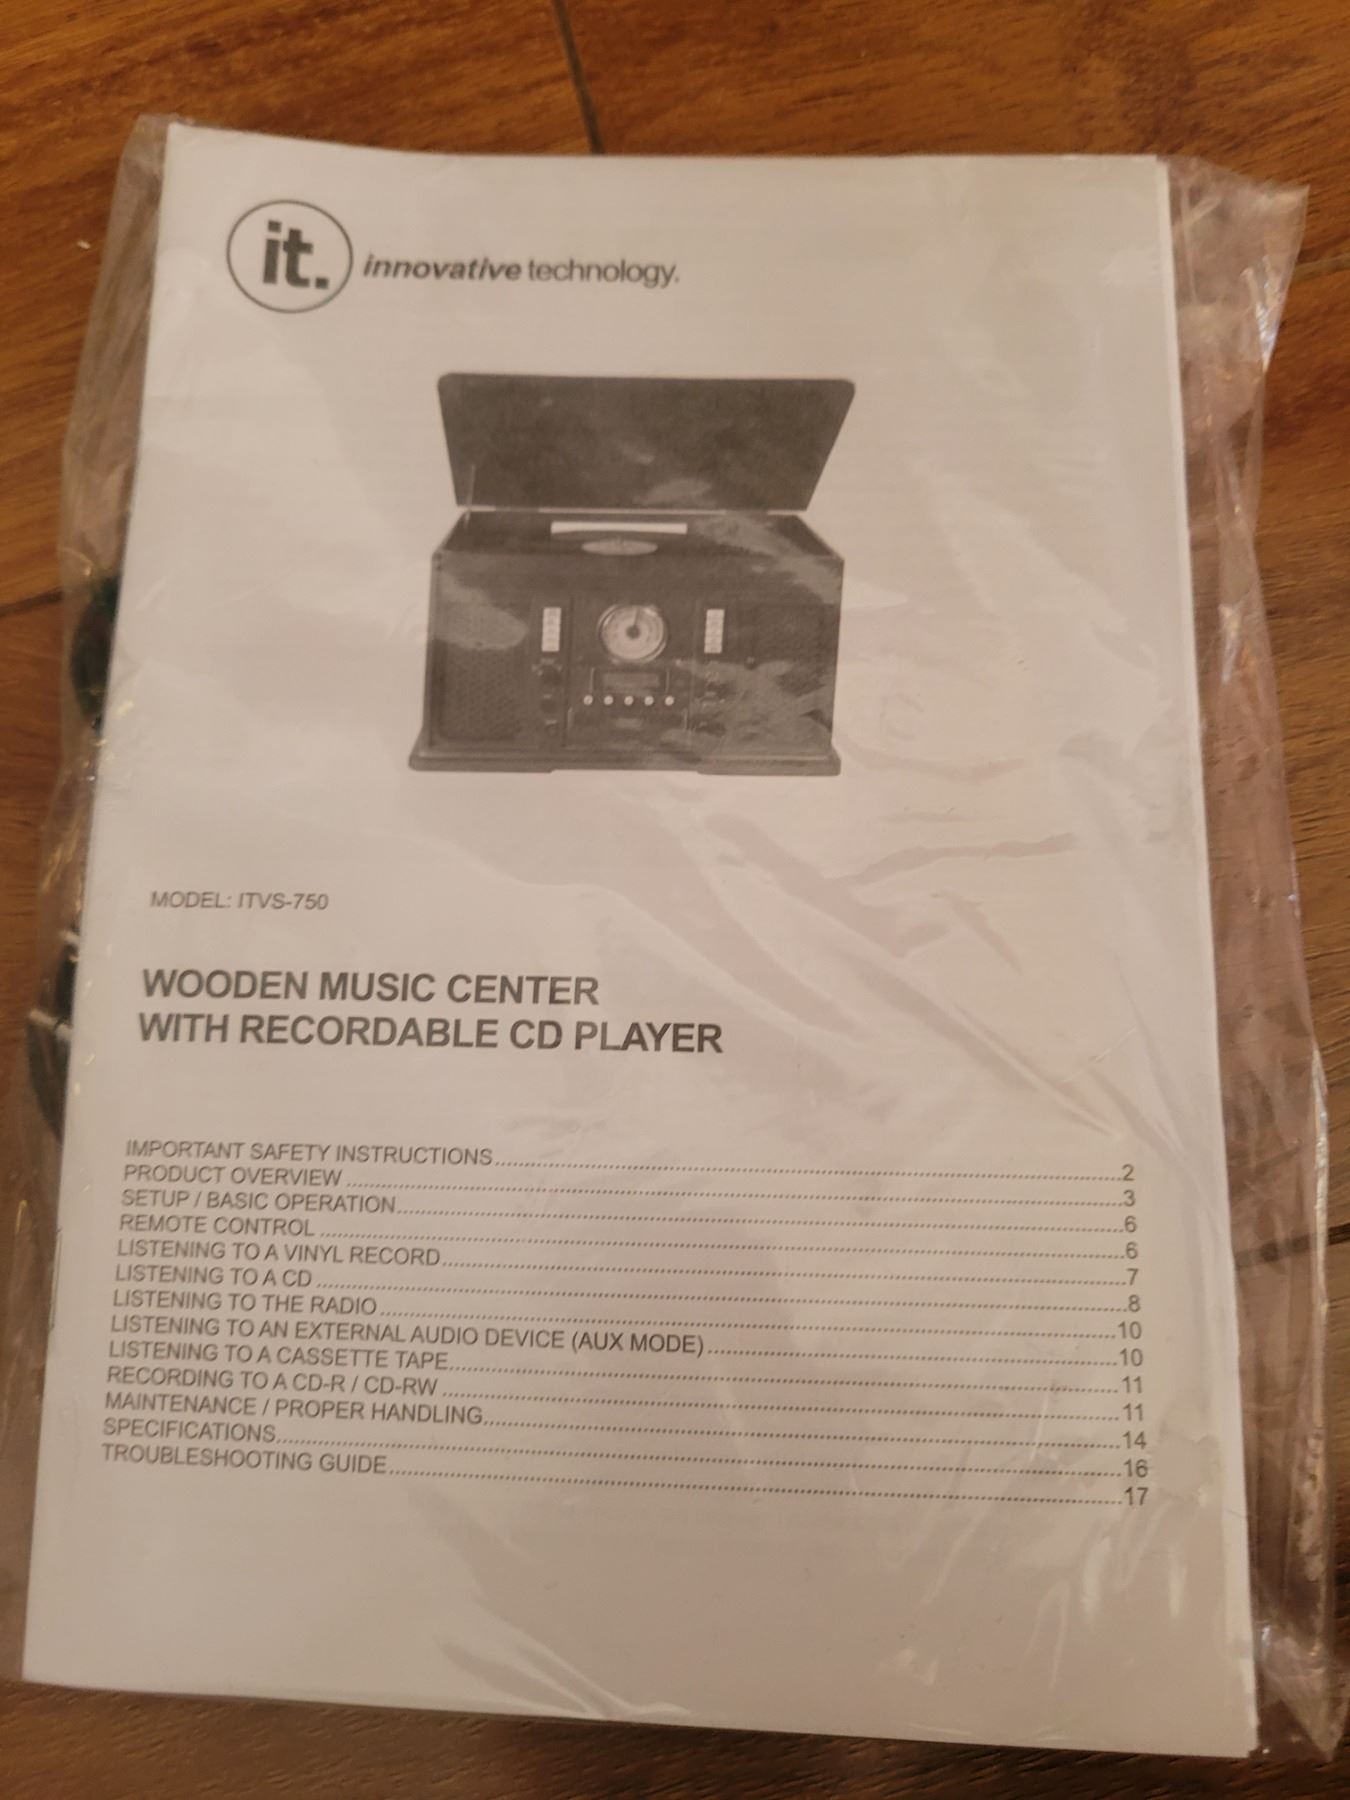 it.
innovative technology.
MODEL: ITVS-750
WOODEN MUSIC CENTER
WITH RECORDABLE CD PLAYER
IMPORTANT SAFETY INSTRUCTIONS..........2
PRODUCT OVERVIEW..........3
SETUP / BASIC OPERATION..........6
REMOTE CONTROL..........6
LISTENING TO A VINYL RECORD..........7
LISTENING TO A CD..........8
LISTENING TO THE RADIO..........10
LISTENING TO AN EXTERNAL AUDIO DEVICE (AUX MODE)..........10
LISTENING TO A CASSETTE TAPE..........11
RECORDING TO A CD-R / CD-RW..........11
MAINTENANCE / PROPER HANDLING..........14
SPECIFICATIONS..........16
TROUBLESHOOTING GUIDE..........17